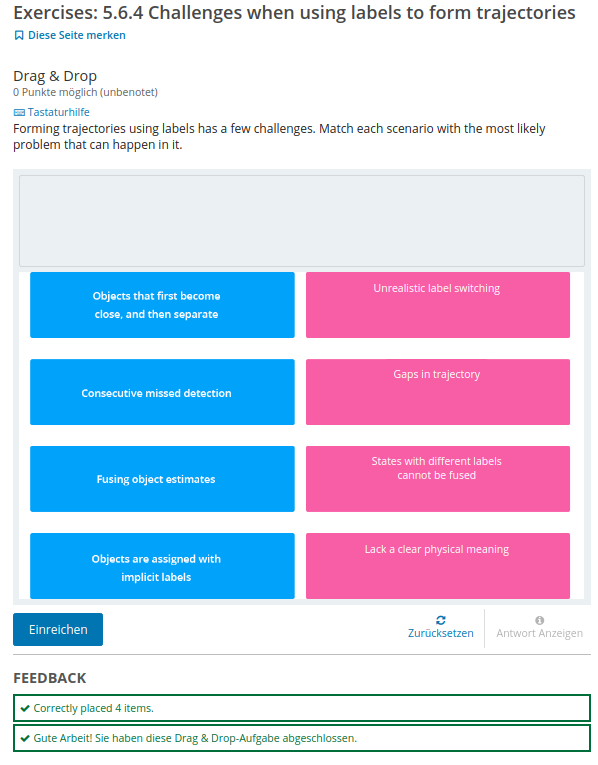 Exercises: 5.6.4 Challenges when using labels to form trajectories
Diese Seite merken
Drag & Drop
0 Punkte möglich (unbenotet)
Tastaturhilfe
Forming trajectories using labels has a few challenges. Match each scenario with the most likely
problem that can happen in it.
Objects that first become
close, and then separate
Unrealistic label switching
Consecutive missed detection
Gaps in trajectory
Fusing object estimates
States with different labels
cannot be fused
Objects are assigned with
implicit labels
Lack a clear physical meaning
Einreichen
Zurücksetzen
Antwort Anzeigen
FEEDBACK
Correctly placed 4 items.
Gute Arbeit! Sie haben diese Drag & Drop-Aufgabe abgeschlossen.